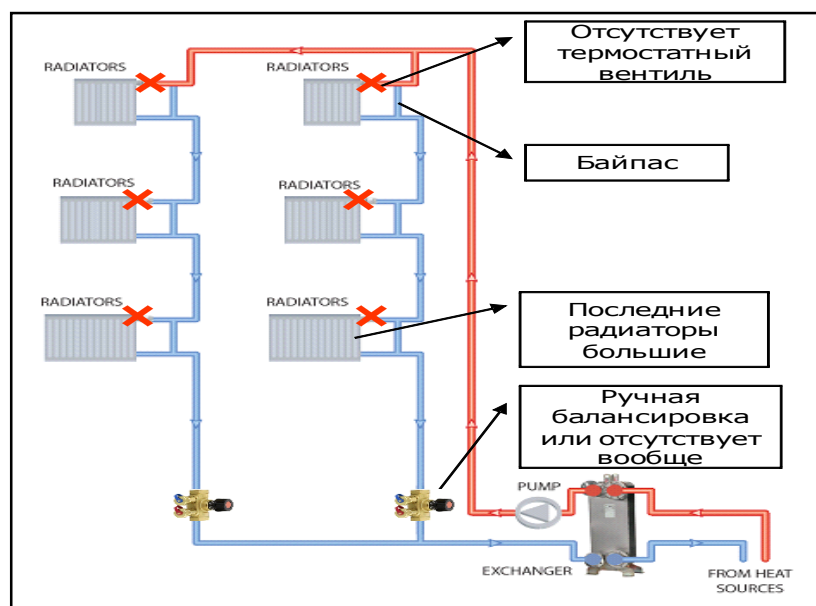 Отсутствует
термостатный
вентиль
RADIATORS
RADIATORS
Байпас
RADIATORS
RADIATORS
RADIATORS
RADIATORS
Последние
радиаторы
большие
Ручная
балансировка
или отсутствует
вообще
PUMP
EXCHANGER
FROM HEAT
SOURCES